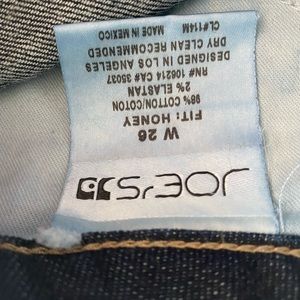 JOE'S
FIT: HONEY
W 26
98% COTTON/COTON
2% ELASTAN
RN# 106214 CA# 35037
DESIGNED IN LOS ANGELES
DRY CLEAN RECOMMENDED
MADE IN MEXICO
CL#114M